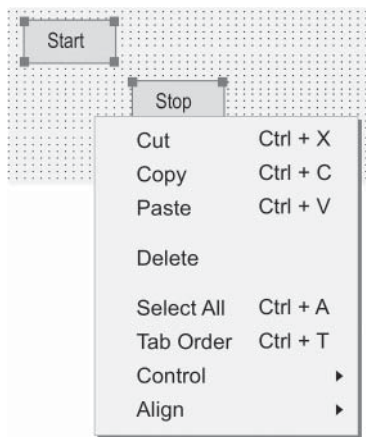 Start
Stop
Cut Ctrl + X
Copy Ctrl + C
Paste Ctrl + V
Delete
Select All Ctrl + A
Tab Order Ctrl + T
Control
Align